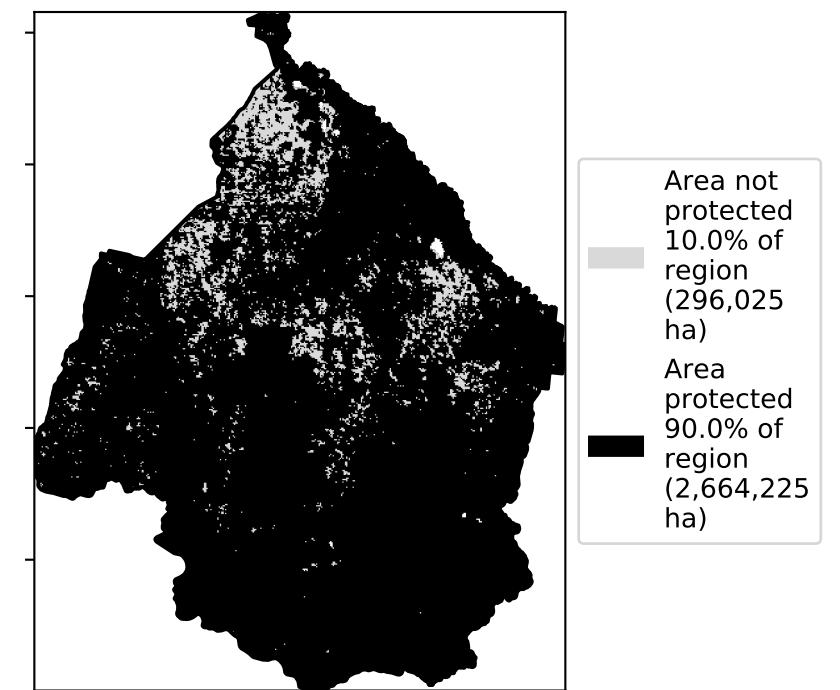 Area not
protected
10.0% of
region
(296,025
ha)
Area
protected
90.0% of
region
(2,664,225
ha)